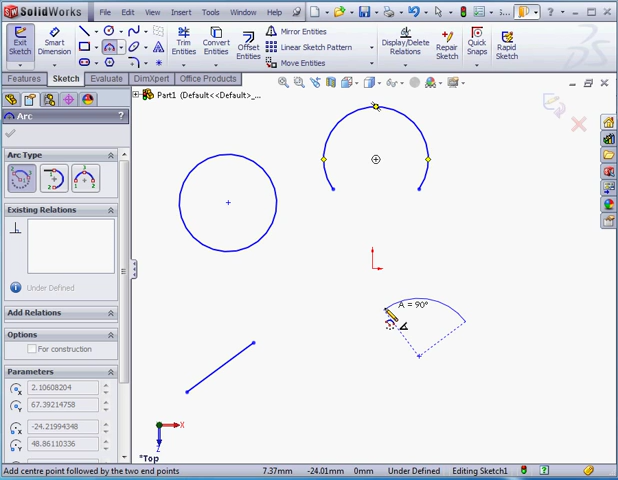 SolidWorks File Edit View Insert Tools Window Help
Exit Sketch
Smart Dimension
Trim Entities
Convert Entities
Offset Entities
Mirror Entities
Linear Sketch Pattern
Move Entities
Display/Delete Relations
Repair Sketch
Quick Snaps
Rapid Sketch
Features Sketch Evaluate DimXpert Office Products
Part1 (Default<<Default>_...
Arc ?
Arc Type
Existing Relations
Under Defined
Add Relations
Options
For construction
Parameters
2.10608204
67.39214758
-24.21994348
48.86110336
A = 90°
X
Z
*Top
Add centre point followed by the two end points 7.37mm -24.01mm 0mm Under Defined Editing Sketch1